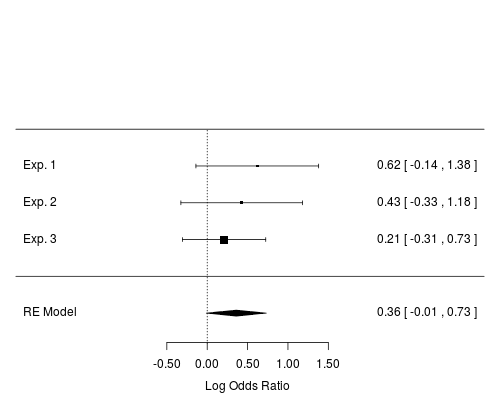 Exp. 1 0.62 [ -0.14 , 1.38 ]
Exp. 2 0.43 [ -0.33 , 1.18 ]
Exp. 3 0.21 [ -0.31 , 0.73 ]
RE Model 0.36 [ -0.01 , 0.73 ]
-0.50 0.00 0.50 1.00 1.50
Log Odds Ratio